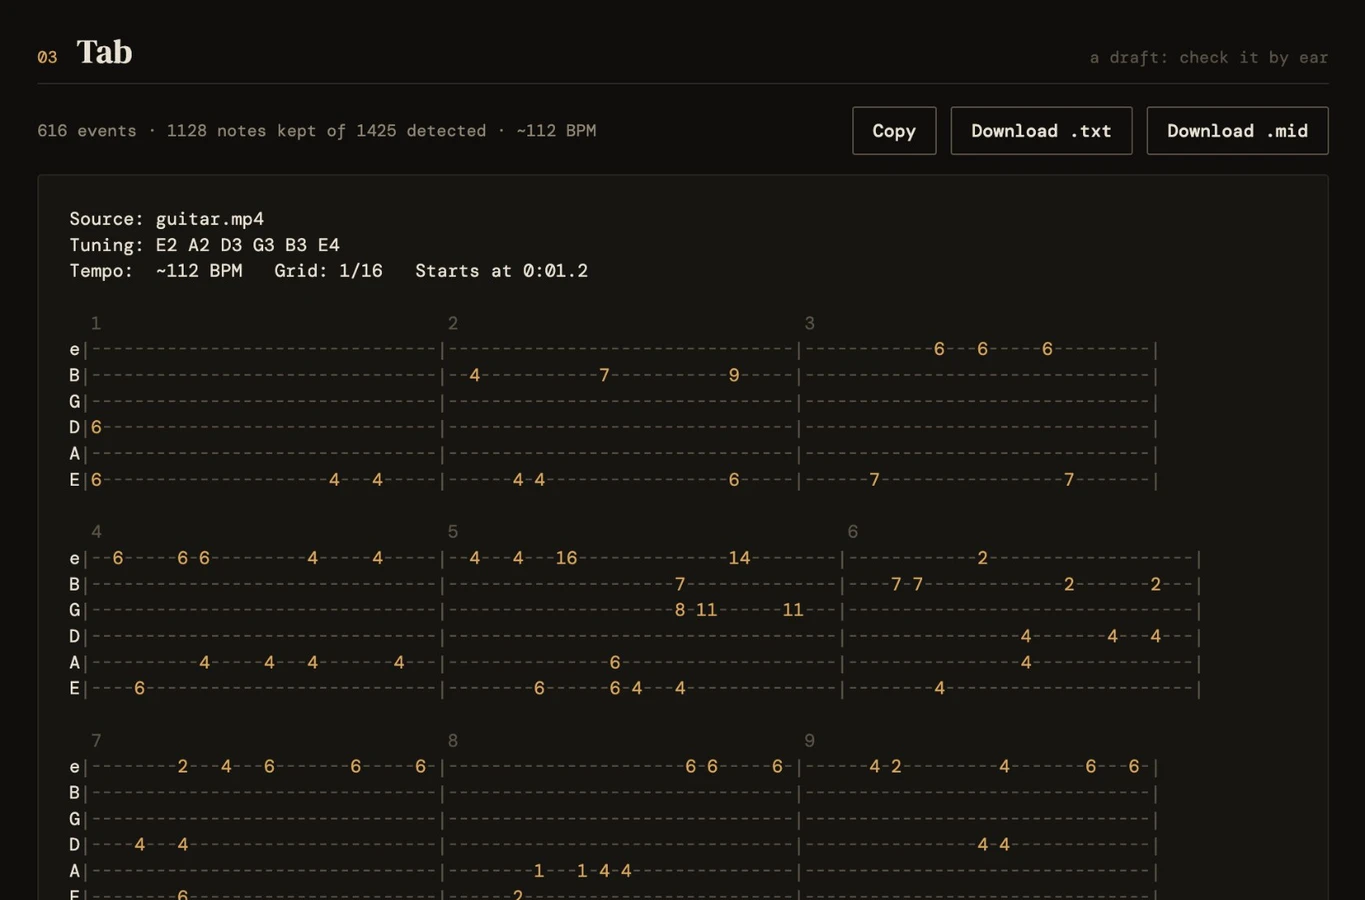 03 Tab a draft: check it by ear
616 events · 1128 notes kept of 1425 detected · ~112 BPM Copy Download .txt Download .mid
Source: guitar.mp4
Tuning: E2 A2 D3 G3 B3 E4
Tempo:  ~112 BPM   Grid: 1/16   Starts at 0:01.2
 1                                2                                3
e|--------------------------------|--------------------------------|-----------6---6-----6---------|
B|--------------------------------|--4-----------7-----------9-----|--------------------------------|
G|--------------------------------|--------------------------------|--------------------------------|
D|6-------------------------------|--------------------------------|--------------------------------|
A|--------------------------------|--------------------------------|--------------------------------|
E|6---------------------4---4-----|------4-4-----------------6-----|-----7-----------------7-------|
 4                                5                                   6
e|--6-----6-6---------4-----4-----|--4---4---16--------------14-------|------------2-------------------|
B|--------------------------------|---------------------7-------------|----7-7-------------2-------2---|
G|--------------------------------|---------------------8-11------11--|--------------------------------|
D|--------------------------------|-----------------------------------|----------------4-------4---4---|
A|----------4-----4---4-------4---|---------------6-------------------|----------------4---------------|
E|----6---------------------------|--------6------6-4---4-------------|--------4-----------------------|
 7                                8                                9
e|--------2---4---6-------6-----6-|----------------------6-6-----6-|------4-2---------4-------6---6-|
B|--------------------------------|--------------------------------|--------------------------------|
G|--------------------------------|--------------------------------|--------------------------------|
D|----4---4-----------------------|--------------------------------|----------------4-4-------------|
A|--------------------------------|--------1---1-4-4---------------|--------------------------------|
E|--------6-----------------------|------2-------------------------|--------------------------------|